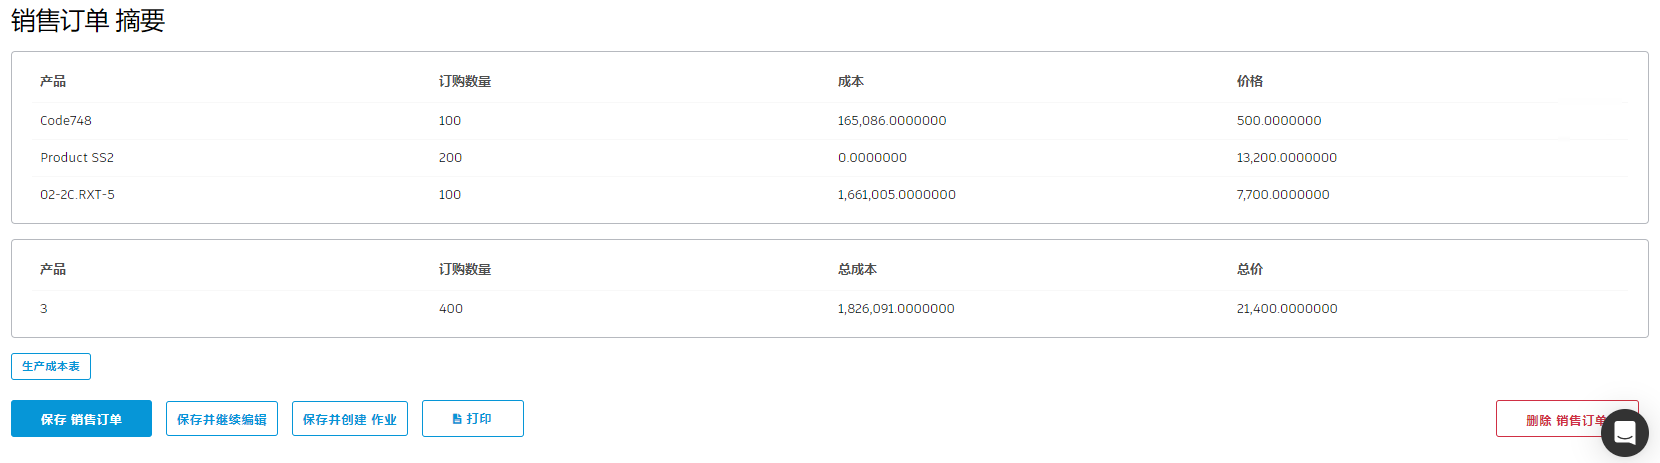 销售订单 摘要
产品 订购数量 成本 价格
Code748 100 165,086.0000000 500.0000000
Product SS2 200 0.0000000 13,200.0000000
02-2C.RXT-5 100 1,661,005.0000000 7,700.0000000
产品 订购数量 总成本 总价
3 400 1,826,091.0000000 21,400.0000000
生产成本表
保存 销售订单 保存并继续编辑 保存并创建 作业 打印 删除 销售订单